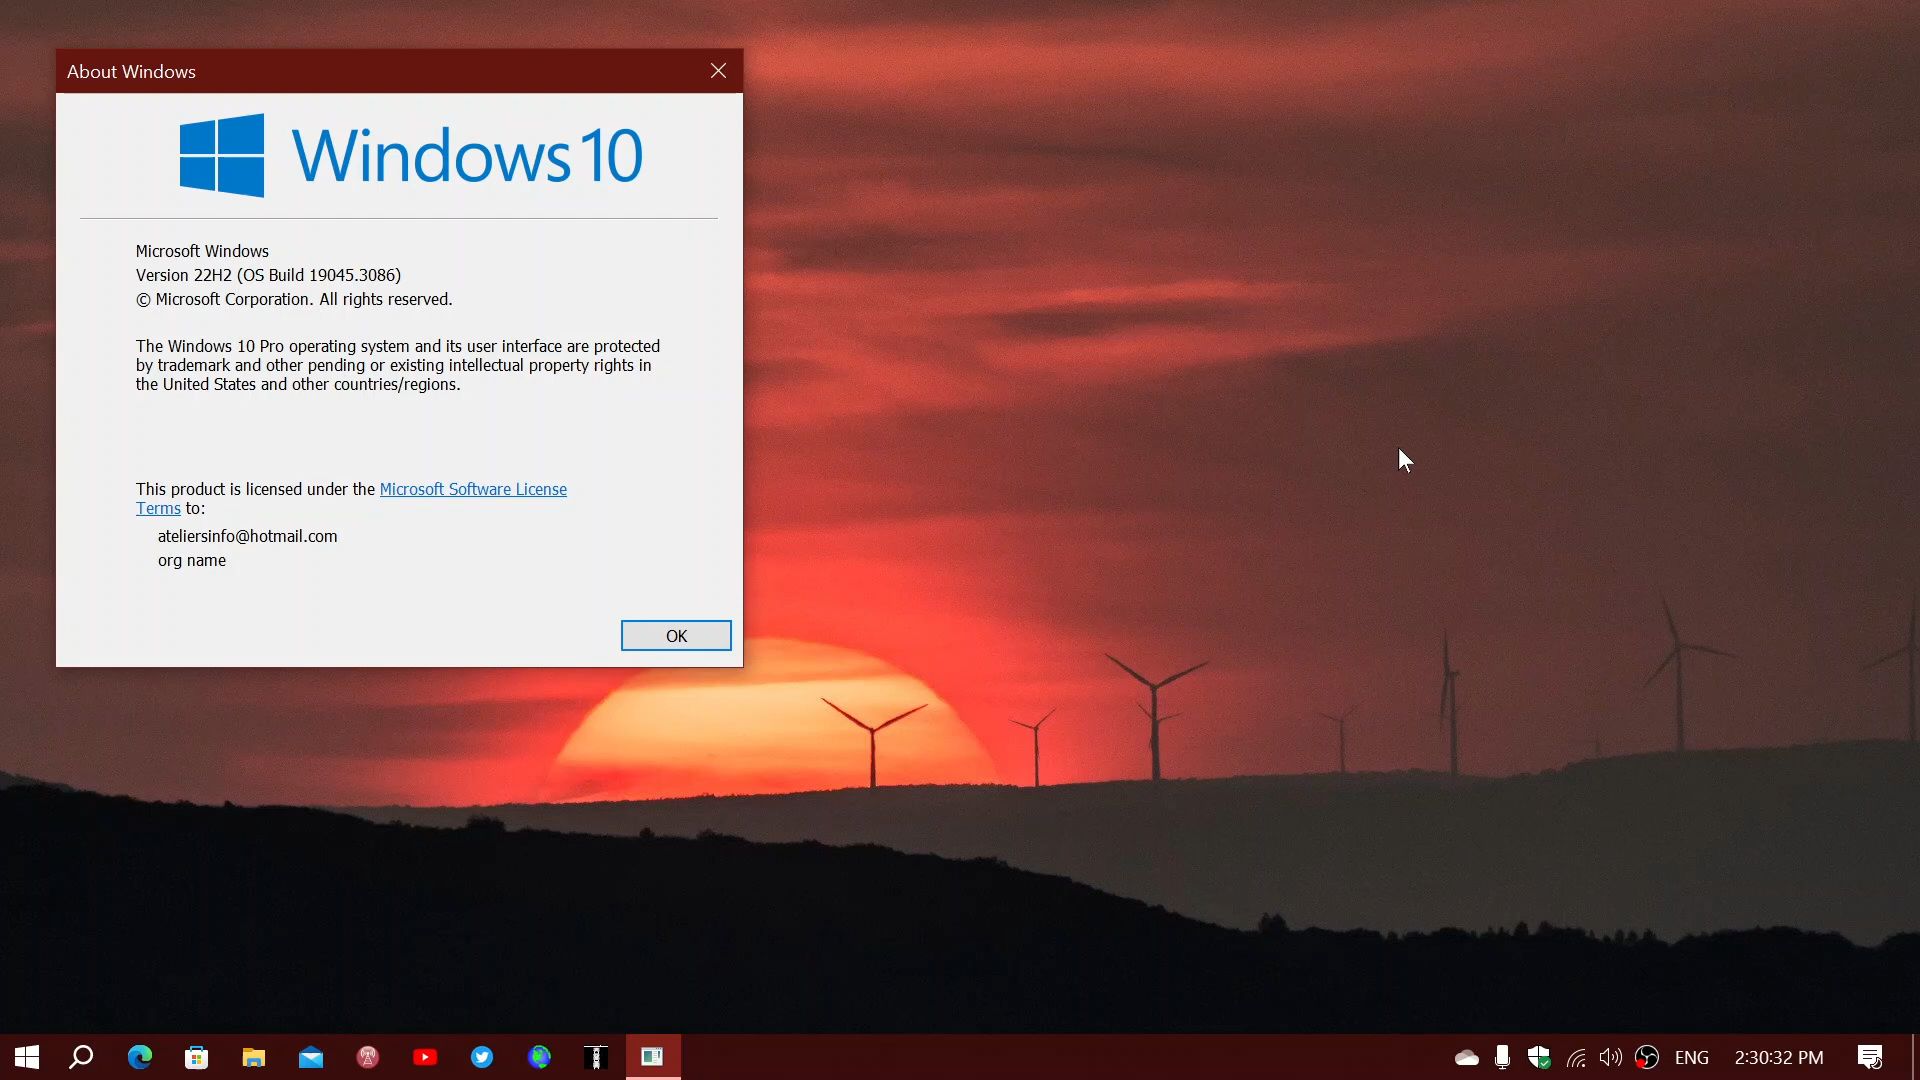 About Windows
Windows 10
Microsoft Windows
Version 22H2 (OS Build 19045.3086)
© Microsoft Corporation. All rights reserved.
The Windows 10 Pro operating system and its user interface are protected
by trademark and other pending or existing intellectual property rights in
the United States and other countries/regions.
This product is licensed under the Microsoft Software License
Terms to:
ateliersinfo@hotmail.com
org name
OK
ENG 2:30:32 PM